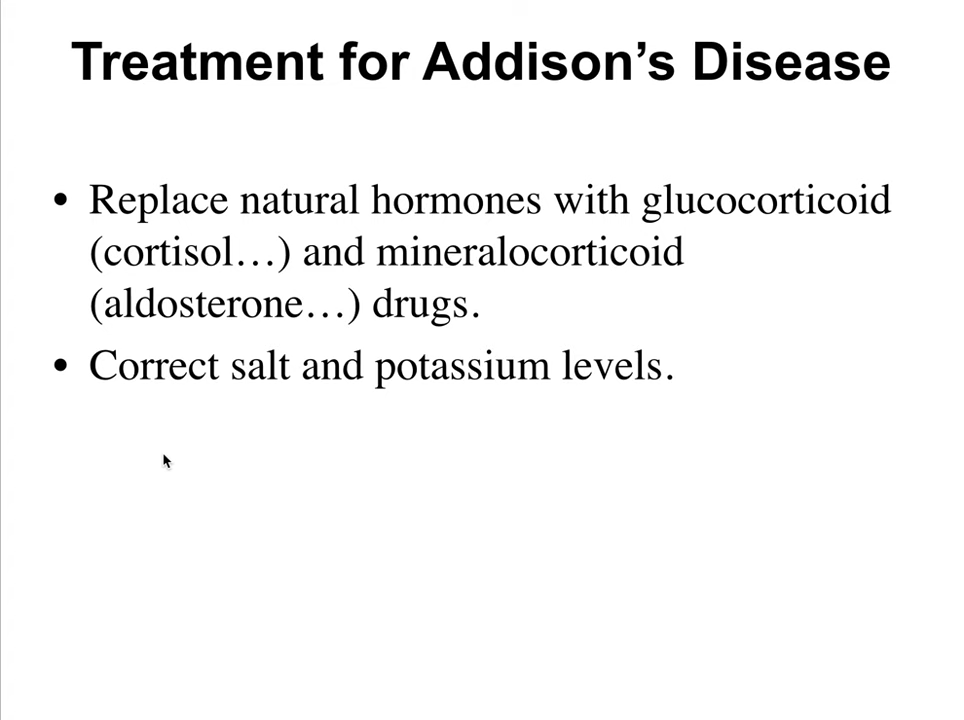 Treatment for Addison’s Disease
• Replace natural hormones with glucocorticoid
(cortisol…) and mineralocorticoid
(aldosterone…) drugs.
• Correct salt and potassium levels.